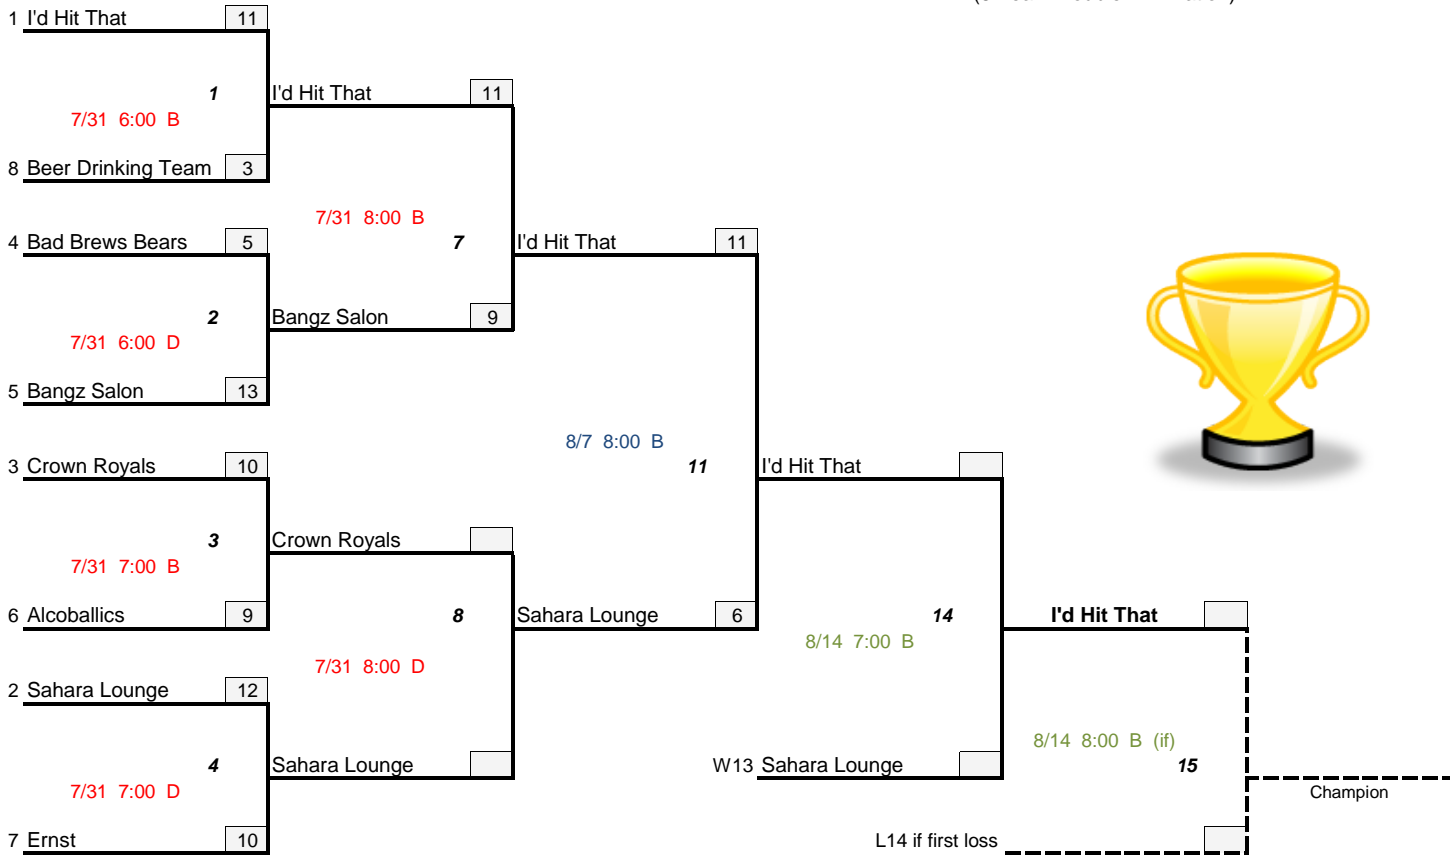 1 I'd Hit That 11
1 I'd Hit That 11
7/31 6:00 B
8 Beer Drinking Team 3
7/31 8:00 B
4 Bad Brews Bears 5
7 I'd Hit That 11
2 Bangz Salon 9
7/31 6:00 D
5 Bangz Salon 13
8/7 8:00 B
3 Crown Royals 10
11 I'd Hit That
3 Crown Royals
7/31 7:00 B
6 Alcoballics 9
8 Sahara Lounge 6
14 I'd Hit That
8/14 7:00 B
7/31 8:00 D
2 Sahara Lounge 12
8/14 8:00 B (if)
4 Sahara Lounge
W13 Sahara Lounge
15
7/31 7:00 D
Champion
7 Ernst 10
L14 if first loss